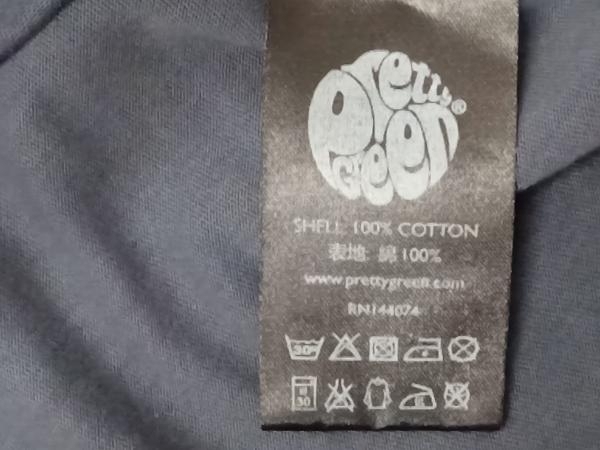 Pretty®
Green
SHELL 100% COTTON
表地 綿100%
www.prettygreen.com
RN144074
30°
30